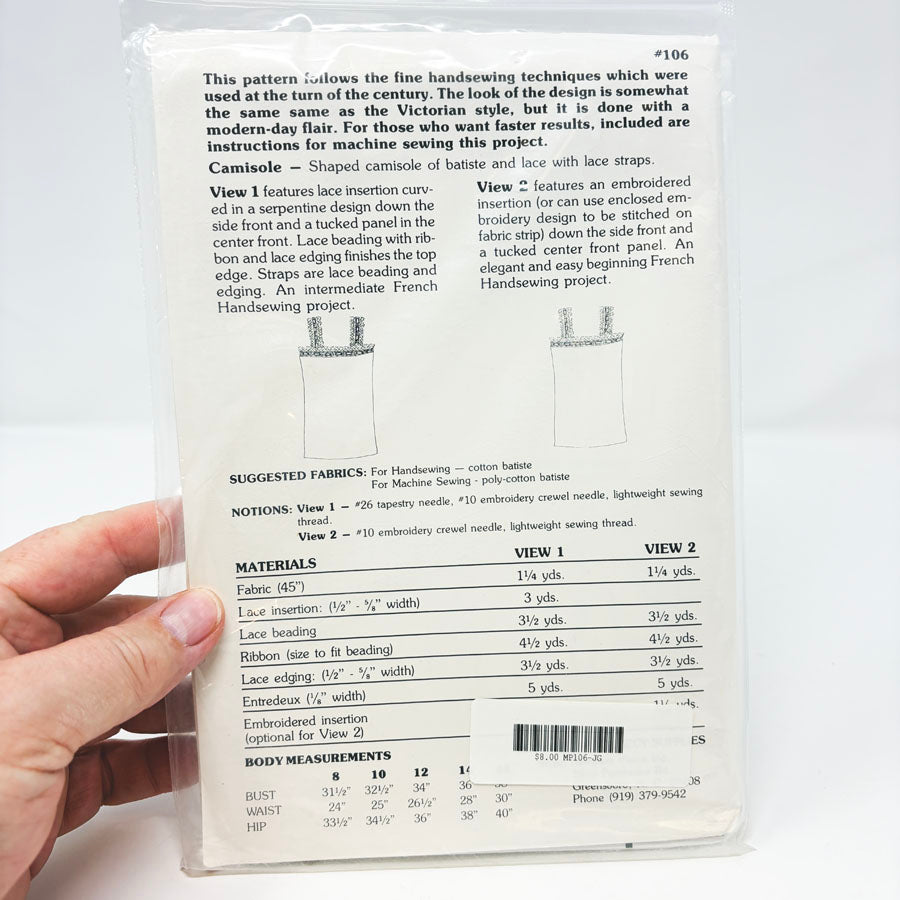 #106
This pattern follows the fine handsewing techniques which were
used at the turn of the century. The look of the design is somewhat
the same same as the Victorian style, but it is done with a
modern-day flair. For those who want faster results, included are
instructions for machine sewing this project.
Camisole — Shaped camisole of batiste and lace with lace straps.
View 1 features lace insertion curv-
ed in a serpentine design down the
side front and a tucked panel in the
center front. Lace beading with rib-
bon and lace edging finishes the top
edge. Straps are lace beading and
edging. An intermediate French
Handsewing project.
View 2 features an embroidered
insertion (or can use enclosed em-
broidery design to be stitched on
fabric strip) down the side front and
a tucked center front panel. An
elegant and easy beginning French
Handsewing project.
SUGGESTED FABRICS: For Handsewing — cotton batiste
For Machine Sewing - poly-cotton batiste
NOTIONS: View 1 — #26 tapestry needle, #10 embroidery crewel needle, lightweight sewing
thread.
View 2 — #10 embroidery crewel needle, lightweight sewing thread.
MATERIALS VIEW 1 VIEW 2
Fabric (45") 1¼ yds. 1¼ yds.
Lace insertion: (½" - ⅝" width) 3 yds.
Lace beading 3½ yds. 3½ yds.
Ribbon (size to fit beading) 4½ yds. 4½ yds.
Lace edging: (½" - ⅝" width) 3½ yds. 3½ yds.
Entredeux (⅛" width) 5 yds. 5 yds.
Embroidered insertion
(optional for View 2)
BODY MEASUREMENTS
8 10 12
BUST 31½" 32½" 34" 36"
WAIST 24" 25" 26½" 28" 30"
HIP 33½" 34½" 36" 38" 40"
$8.00 MP106-JG
Phone (919) 379-9542